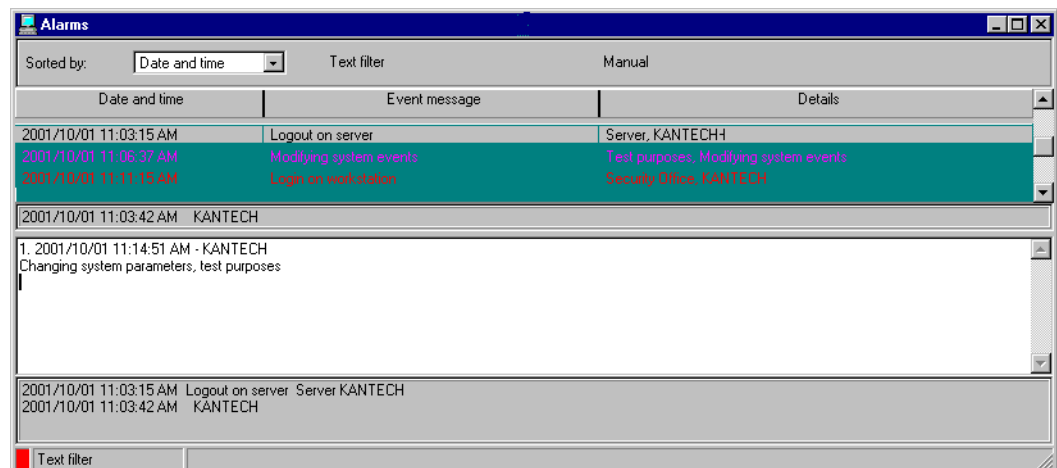 Alarms
Sorted by: Date and time Text filter Manual
Date and time Event message Details
2001/10/01 11:03:15 AM Logout on server Server, KANTECH
2001/10/01 11:06:37 AM Modifying system events Test purposes, Modifying system events
2001/10/01 11:11:15 AM Login on workstation Security Office, KANTECH
2001/10/01 11:03:42 AM KANTECH
1. 2001/10/01 11:14:51 AM - KANTECH
Changing system parameters, test purposes
2001/10/01 11:03:15 AM Logout on server Server KANTECH
2001/10/01 11:03:42 AM KANTECH
Text filter